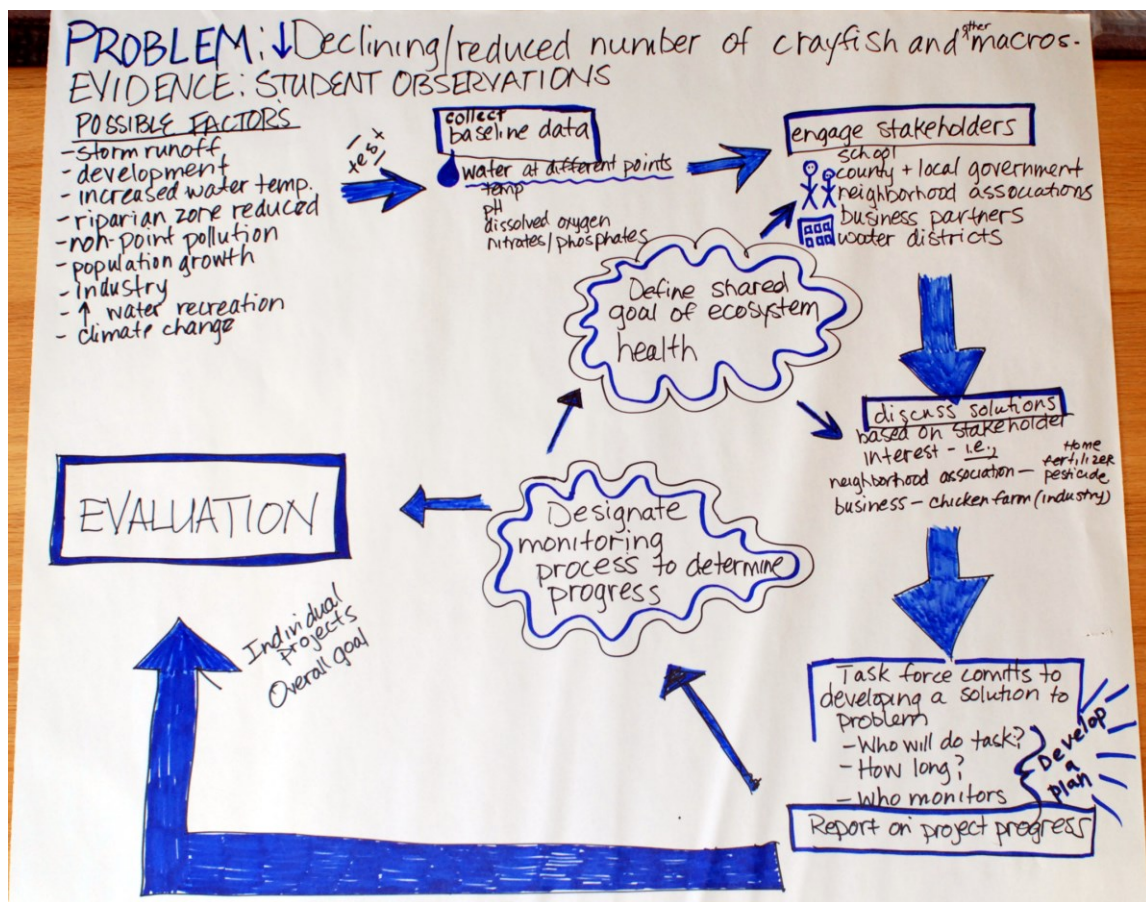 PROBLEM: ↓Declining/reduced number of crayfish and other macros.
EVIDENCE: STUDENT OBSERVATIONS
POSSIBLE FACTORS
- storm runoff
- development
- increased water temp.
- riparian zone reduced
- non-point pollution
- population growth
- industry
- ↑ water recreation
- climate change
test
collect
baseline data
water at different points
temp
pH
dissolved oxygen
nitrates/phosphates
engage stakeholders
school
county + local government
neighborhood associations
business partners
water districts
Define shared
goal of ecosystem
health
discuss solutions
based on stakeholder
interest - i.e.,
neighborhood association — Home fertilizer pesticide
business — chicken farm (industry)
Task force comitts to
developing a solution to
problem
- Who will do task?
- How long?
- Who monitors
Develop
a
plan
Report on project progress
Designate
monitoring
process to determine
progress
EVALUATION
Individual
projects
Overall goal